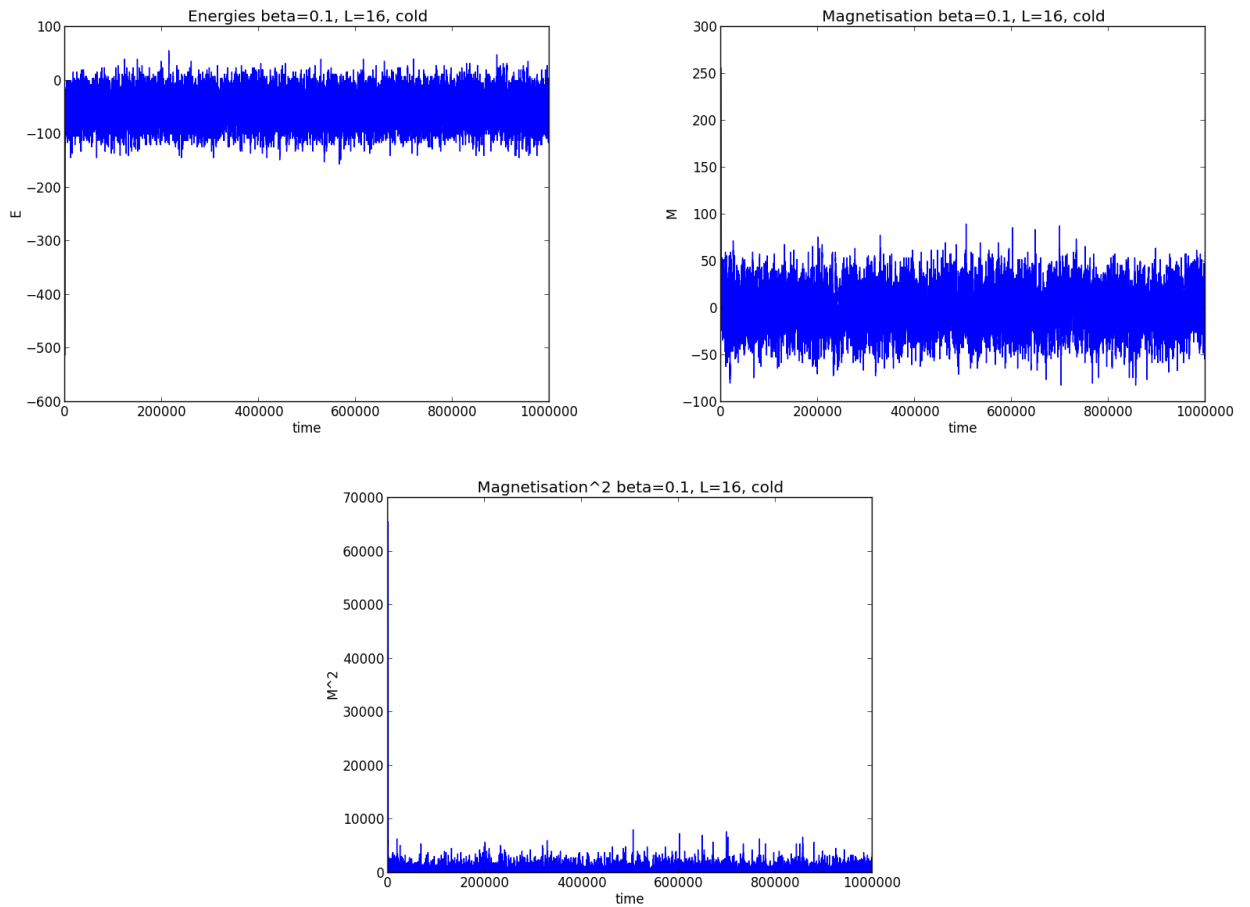 Energies beta=0.1, L=16, cold
100
0
−100
−200
−300
−400
−500
−600
E
0 200000 400000 600000 800000 1000000
time
Magnetisation beta=0.1, L=16, cold
300
250
200
150
100
50
0
−50
−100
M
0 200000 400000 600000 800000 1000000
time
Magnetisation^2 beta=0.1, L=16, cold
70000
60000
50000
40000
30000
20000
10000
0
M^2
0 200000 400000 600000 800000 1000000
time